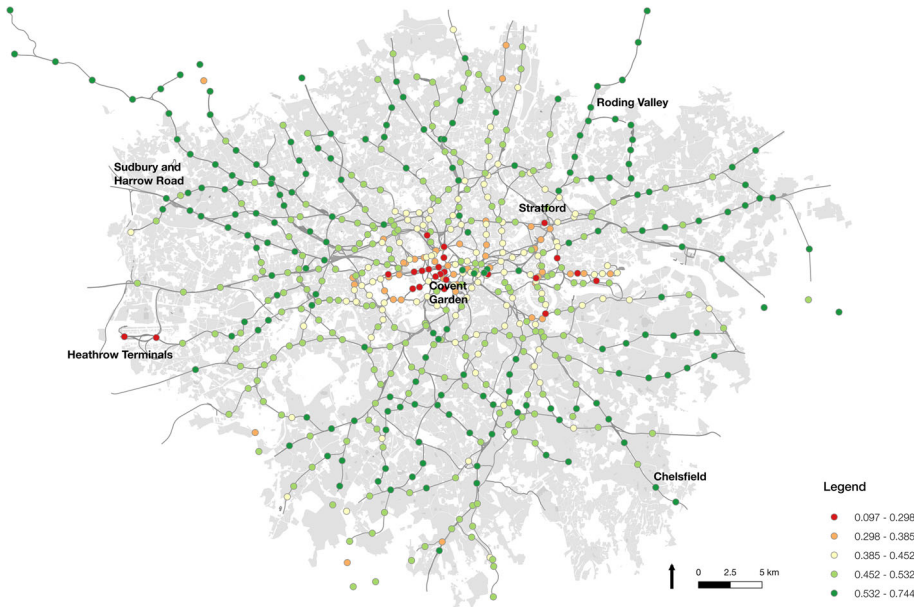 Roding Valley
Sudbury and
Harrow Road
Stratford
Covent
Garden
Heathrow Terminals
Chelsfield
Legend
0.097 - 0.298
0.298 - 0.385
0.385 - 0.452
0.452 - 0.532
0.532 - 0.744
0 2.5 5 km